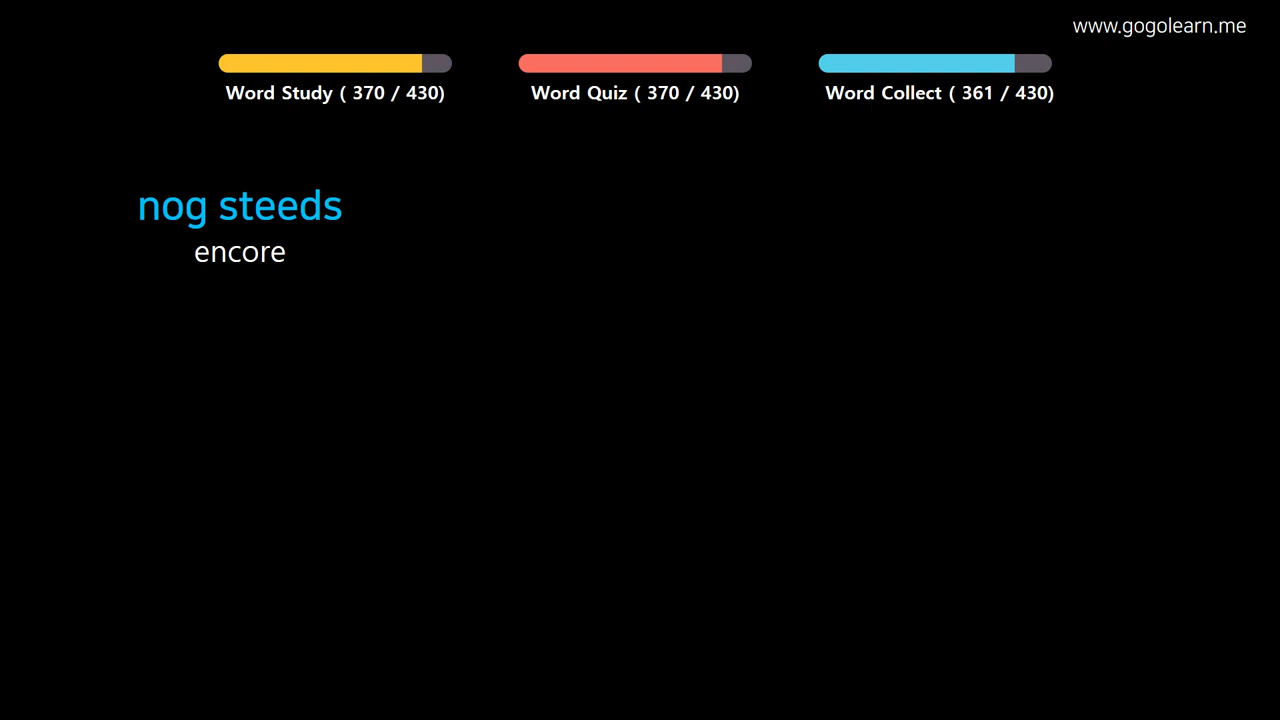 www.gogolearn.me
Word Study ( 370 / 430)
Word Quiz ( 370 / 430)
Word Collect ( 361 / 430)
nog steeds
encore